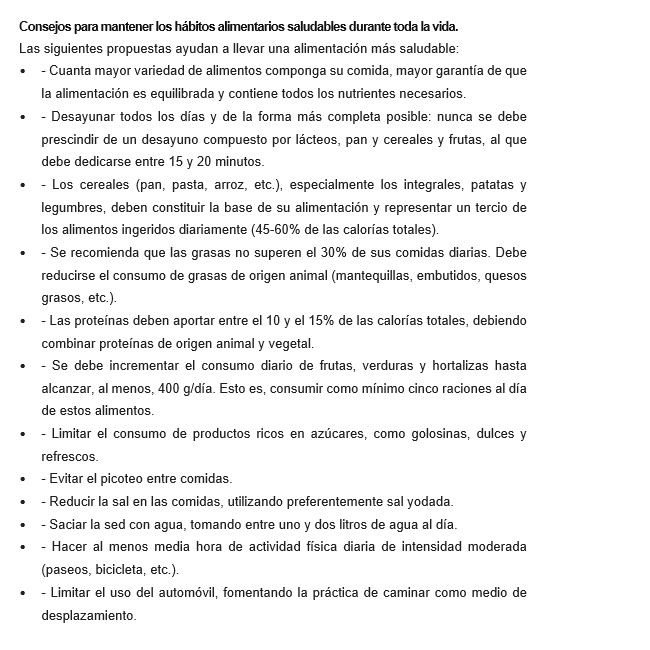 Consejos para mantener los hábitos alimentarios saludables durante toda la vida.
Las siguientes propuestas ayudan a llevar una alimentación más saludable:
• - Cuanta mayor variedad de alimentos componga su comida, mayor garantía de que
la alimentación es equilibrada y contiene todos los nutrientes necesarios.
• - Desayunar todos los días y de la forma más completa posible: nunca se debe
prescindir de un desayuno compuesto por lácteos, pan y cereales y frutas, al que
debe dedicarse entre 15 y 20 minutos.
• - Los cereales (pan, pasta, arroz, etc.), especialmente los integrales, patatas y
legumbres, deben constituir la base de su alimentación y representar un tercio de
los alimentos ingeridos diariamente (45-60% de las calorías totales).
• - Se recomienda que las grasas no superen el 30% de sus comidas diarias. Debe
reducirse el consumo de grasas de origen animal (mantequillas, embutidos, quesos
grasos, etc.).
• - Las proteínas deben aportar entre el 10 y el 15% de las calorías totales, debiendo
combinar proteínas de origen animal y vegetal.
• - Se debe incrementar el consumo diario de frutas, verduras y hortalizas hasta
alcanzar, al menos, 400 g/día. Esto es, consumir como mínimo cinco raciones al día
de estos alimentos.
• - Limitar el consumo de productos ricos en azúcares, como golosinas, dulces y
refrescos.
• - Evitar el picoteo entre comidas.
• - Reducir la sal en las comidas, utilizando preferentemente sal yodada.
• - Saciar la sed con agua, tomando entre uno y dos litros de agua al día.
• - Hacer al menos media hora de actividad física diaria de intensidad moderada
(paseos, bicicleta, etc.).
• - Limitar el uso del automóvil, fomentando la práctica de caminar como medio de
desplazamiento.